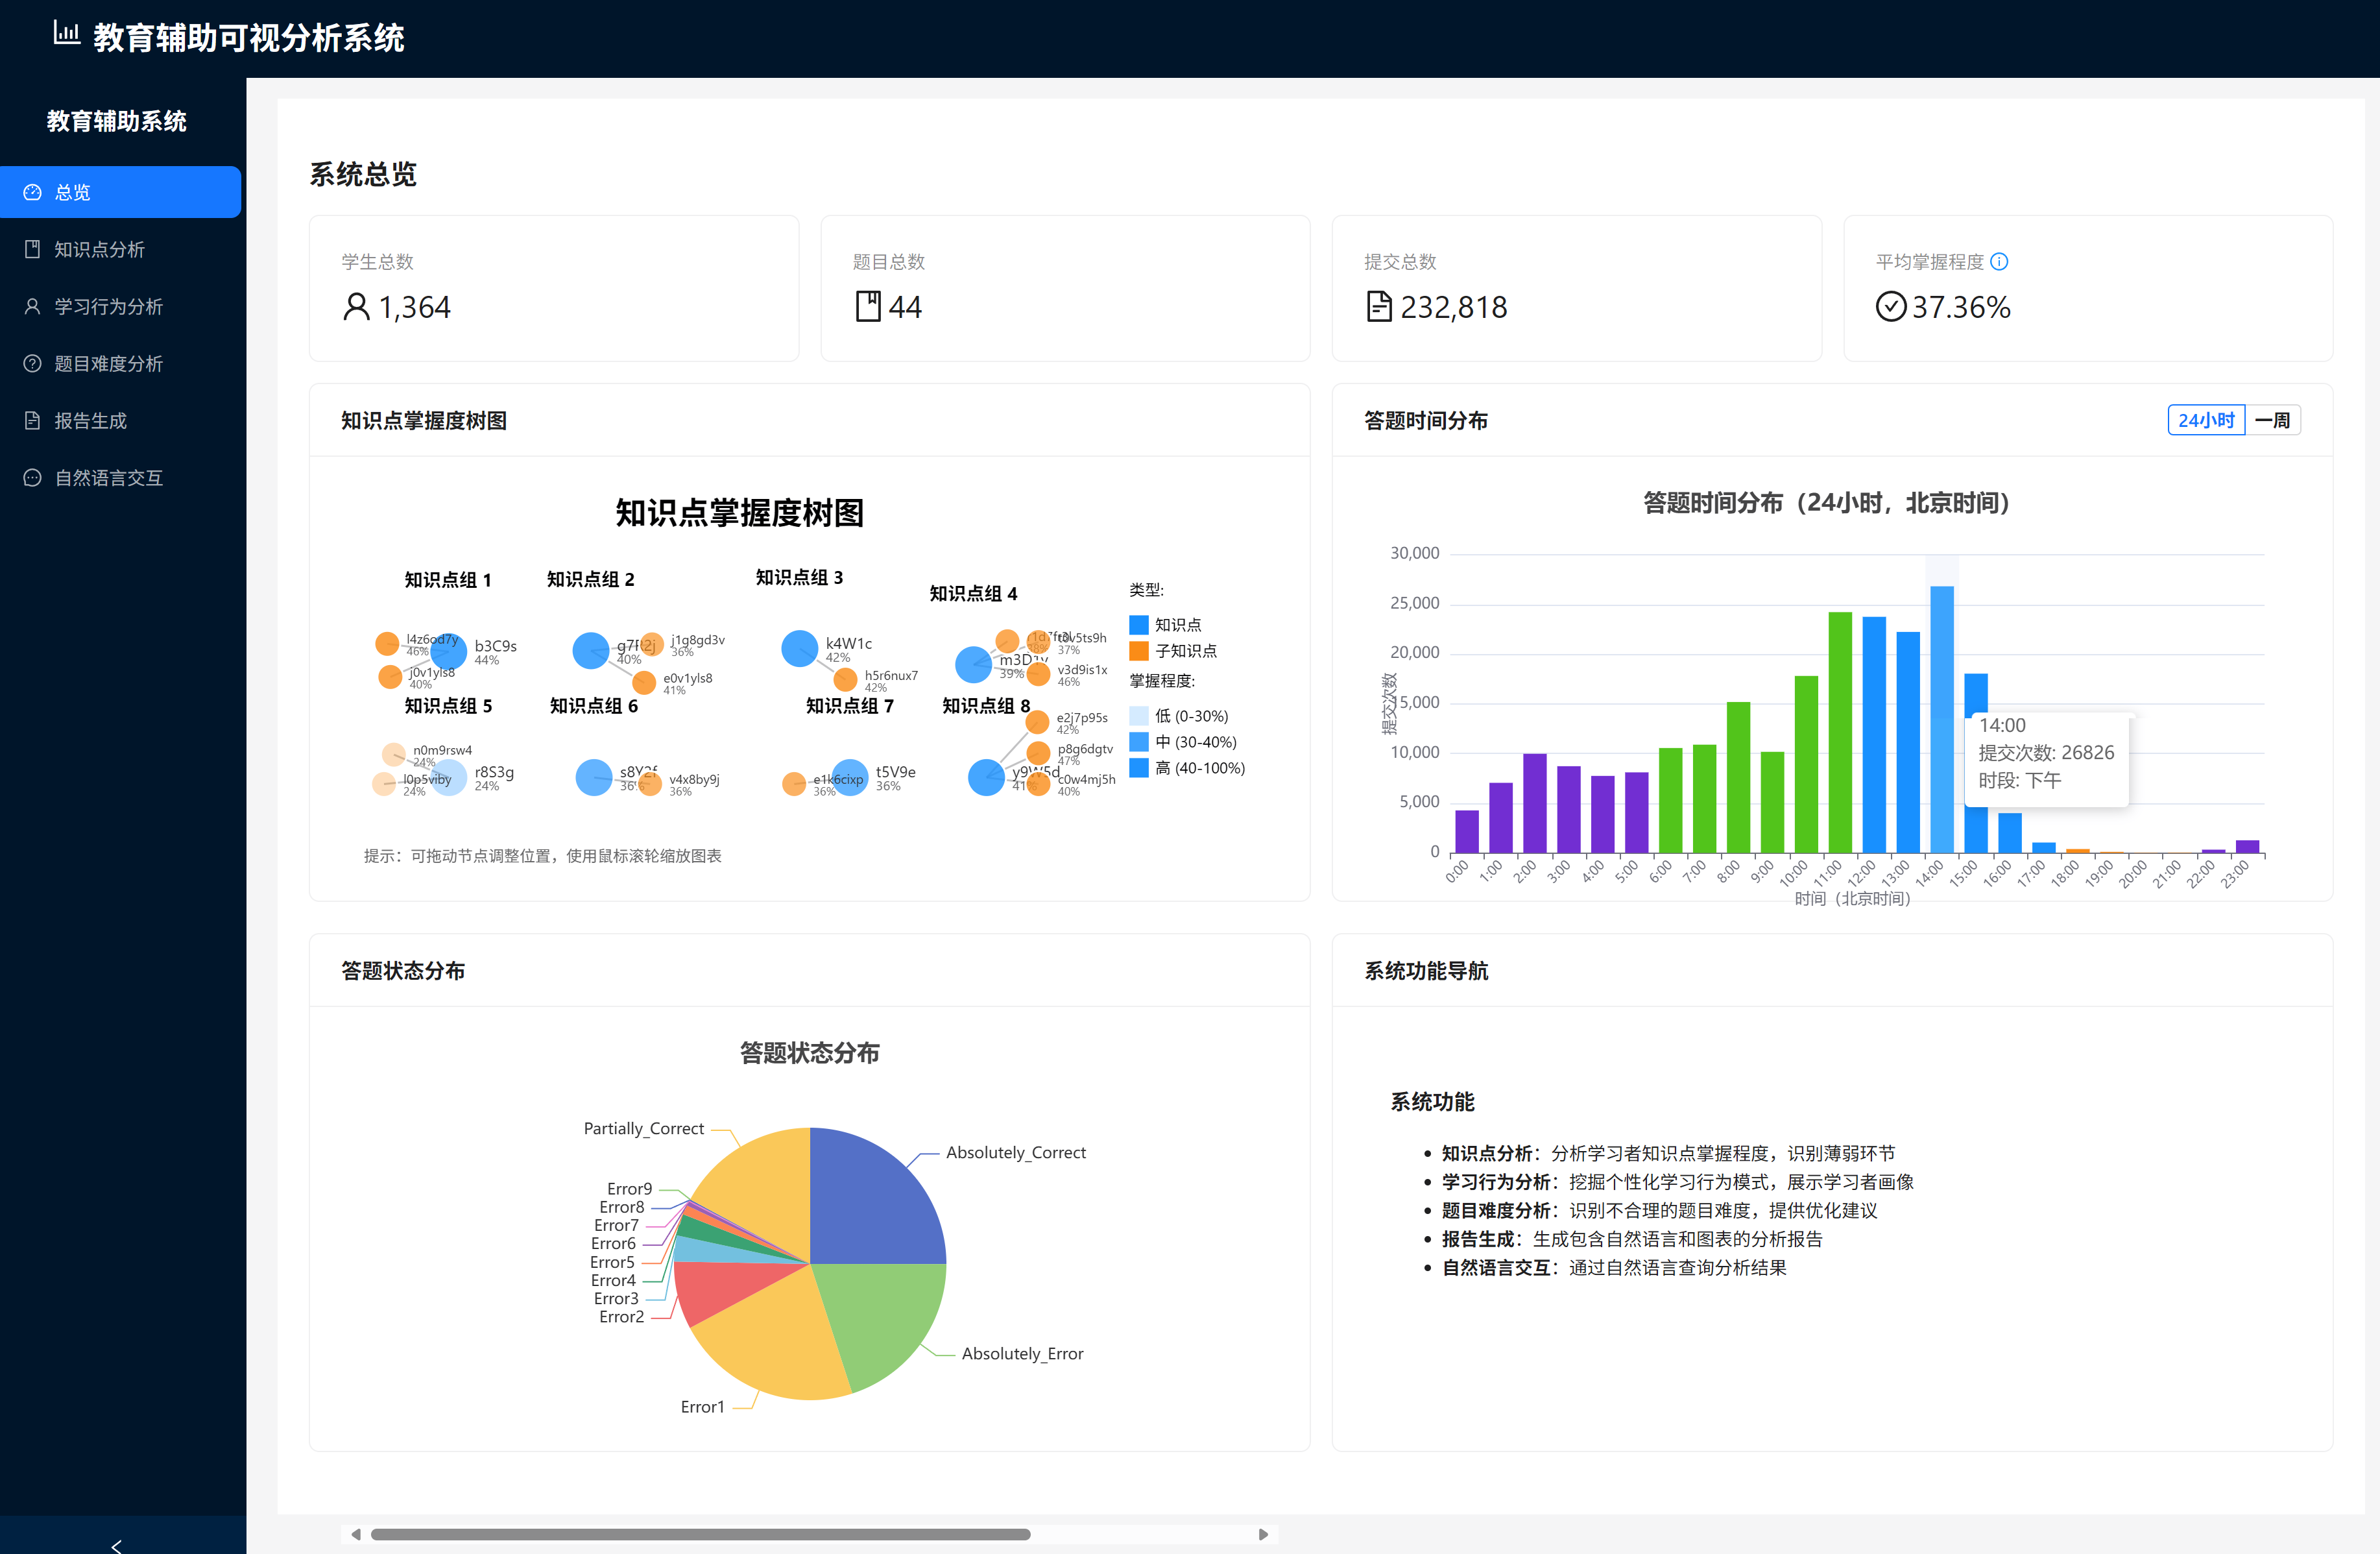 教育辅助可视分析系统
教育辅助系统
总览
知识点分析
学习行为分析
题目难度分析
报告生成
自然语言交互
系统总览
学生总数
1,364
题目总数
44
提交总数
232,818
平均掌握程度
37.36%
知识点掌握度树图
知识点掌握度树图
知识点组 1
知识点组 2
知识点组 3
知识点组 4
l4z6od7y
46%
b3C9s
44%
j0v1yls8
40%
40%
j1g8gd3v
36%
e0v1yls8
41%
k4W1c
42%
h5r6nux7
42%
t0v5ts9h
37%
39%
v3d9is1x
46%
知识点组 5
知识点组 6
知识点组 7
知识点组 8
n0m9rsw4
24%
l0p5vlby
24%
r8S3g
24%
v4x8by9j
36%
e1k6cixp
36%
t5V9e
36%
e2j7p95s
42%
p8g6dgtv
47%
c0w4mj5h
40%
类型:
知识点
子知识点
掌握程度:
低 (0-30%)
中 (30-40%)
高 (40-100%)
提示：可拖动节点调整位置，使用鼠标滚轮缩放图表
答题时间分布
24小时
一周
答题时间分布（24小时，北京时间）
提交次数
30,000
25,000
20,000
15,000
10,000
5,000
0
14:00
提交次数: 26826
时段: 下午
0:00
1:00
2:00
3:00
4:00
5:00
6:00
7:00
8:00
9:00
10:00
11:00
12:00
13:00
14:00
15:00
16:00
17:00
18:00
19:00
20:00
21:00
22:00
23:00
时间（北京时间）
答题状态分布
答题状态分布
Partially_Correct
Absolutely_Correct
Error9
Error8
Error7
Error6
Error5
Error4
Error3
Error2
Error1
Absolutely_Error
系统功能导航
系统功能
知识点分析：分析学习者知识点掌握程度，识别薄弱环节
学习行为分析：挖掘个性化学习行为模式，展示学习者画像
题目难度分析：识别不合理的题目难度，提供优化建议
报告生成：生成包含自然语言和图表的分析报告
自然语言交互：通过自然语言查询分析结果